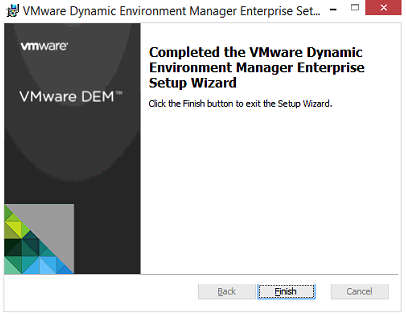 VMware Dynamic Environment Manager Enterprise Set...
vmware®
VMware DEM™
Completed the VMware Dynamic
Environment Manager Enterprise
Setup Wizard
Click the Finish button to exit the Setup Wizard.
Back
Finish
Cancel